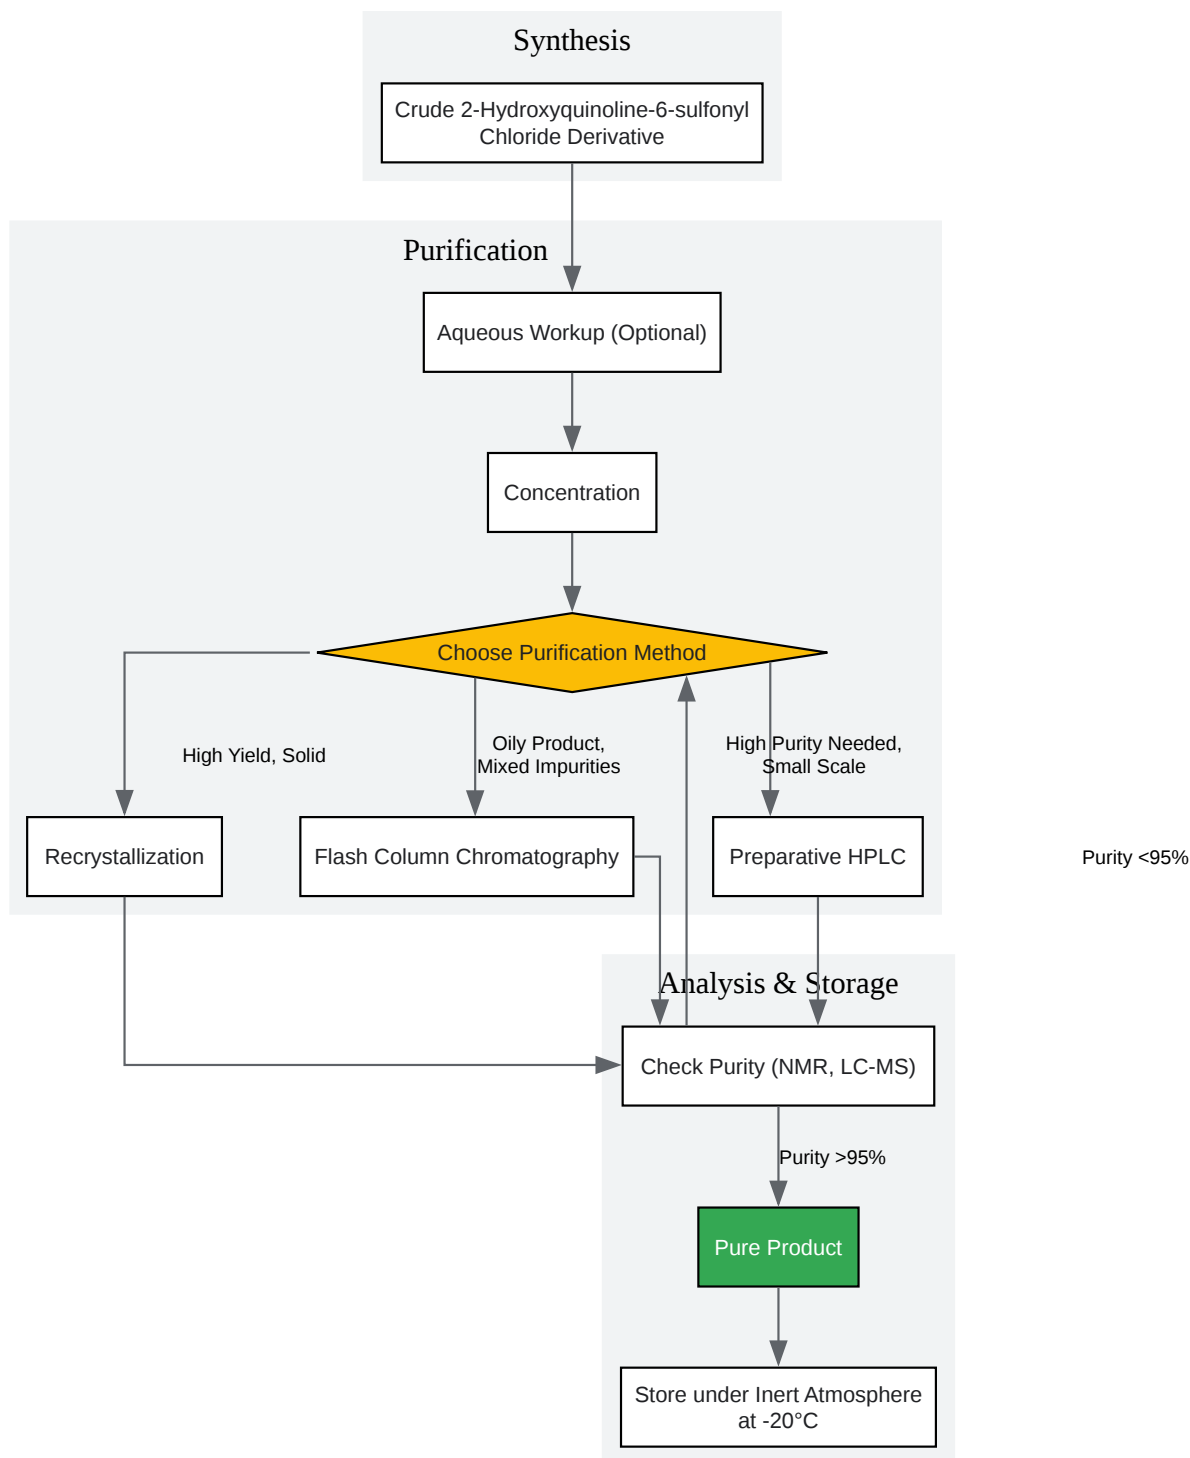 Synthesis
Crude 2-Hydroxyquinoline-6-sulfonyl
Chloride Derivative
Purification
Aqueous Workup (Optional)
Concentration
Choose Purification Method
High Yield, Solid
Oily Product,
Mixed Impurities
High Purity Needed,
Small Scale
Recrystallization
Flash Column Chromatography
Preparative HPLC
Purity <95%
Analysis & Storage
Check Purity (NMR, LC-MS)
Purity >95%
Pure Product
Store under Inert Atmosphere
at -20°C